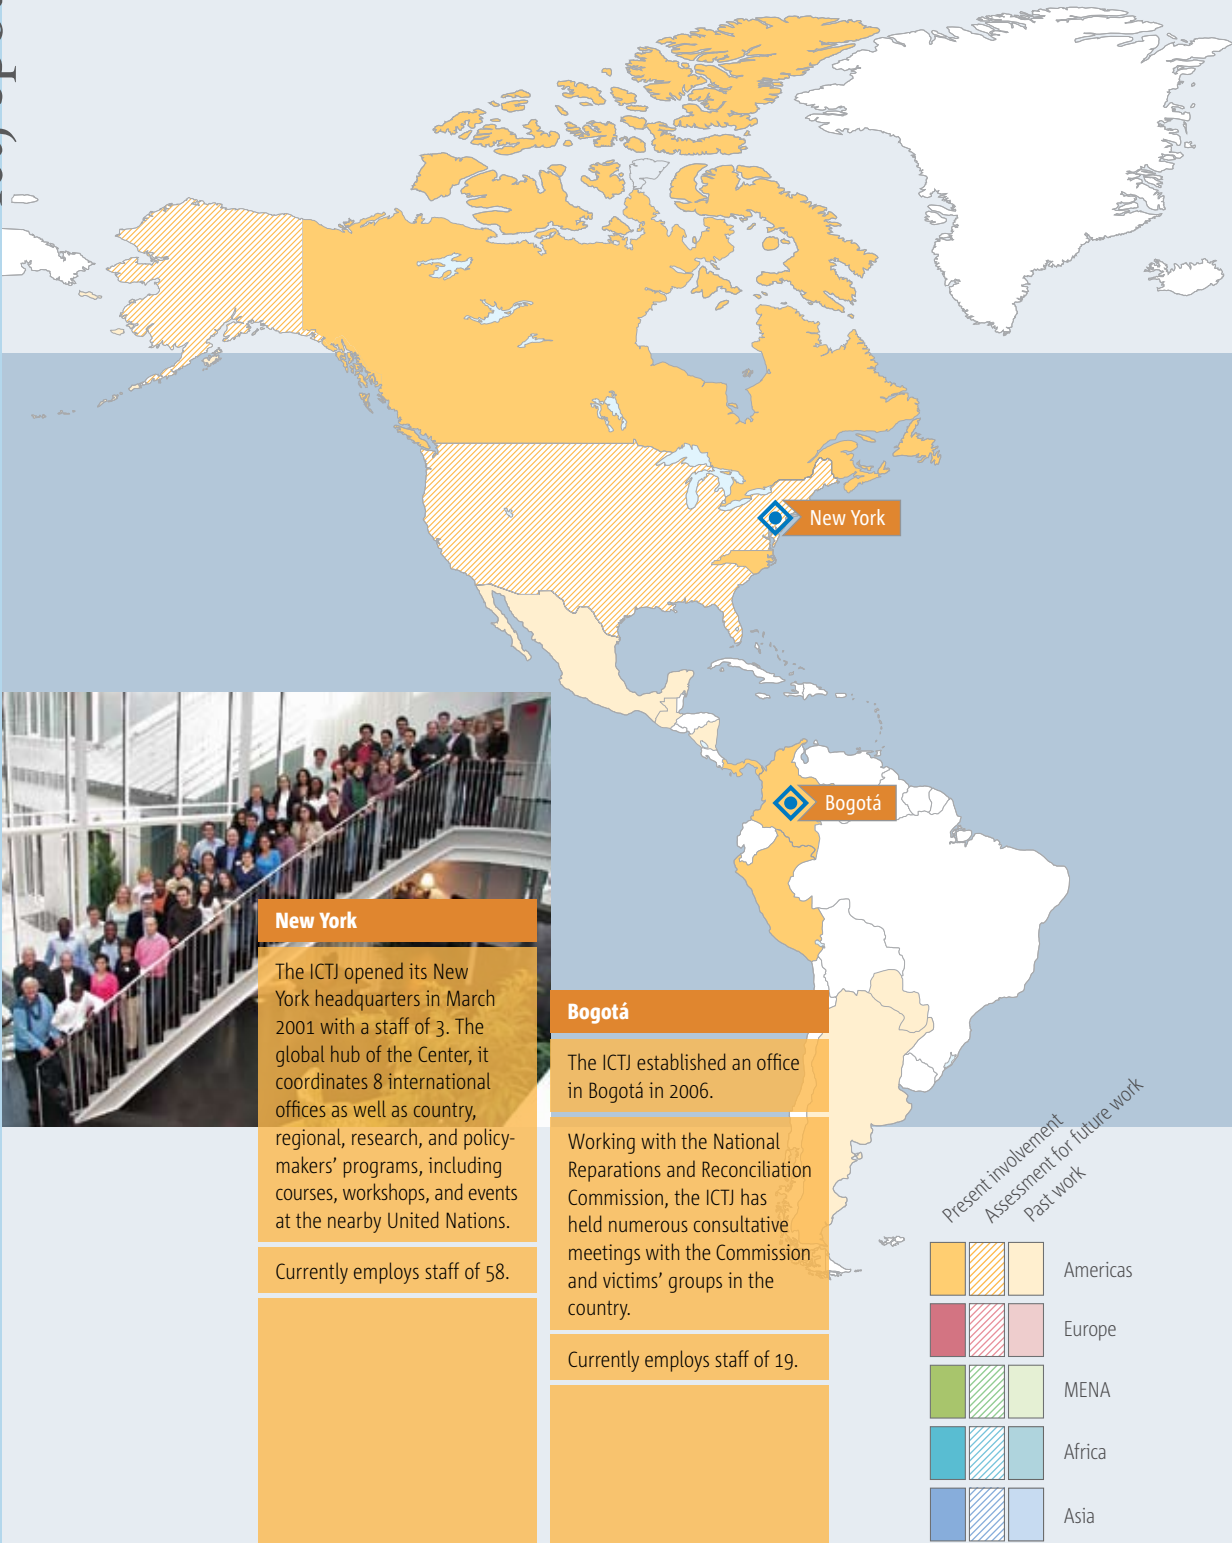 New York
Bogotá
New York
The ICTJ opened its New
York headquarters in March
2001 with a staff of 3. The
global hub of the Center, it
coordinates 8 international
offices as well as country,
regional, research, and policy-
makers’ programs, including
courses, workshops, and events
at the nearby United Nations.
Currently employs staff of 58.
Bogotá
The ICTJ established an office
in Bogotá in 2006.
Working with the National
Reparations and Reconciliation
Commission, the ICTJ has
held numerous consultative
meetings with the Commission
and victims’ groups in the
country.
Currently employs staff of 19.
Present involvement
Assessment for future work
Past work
Americas
Europe
MENA
Africa
Asia